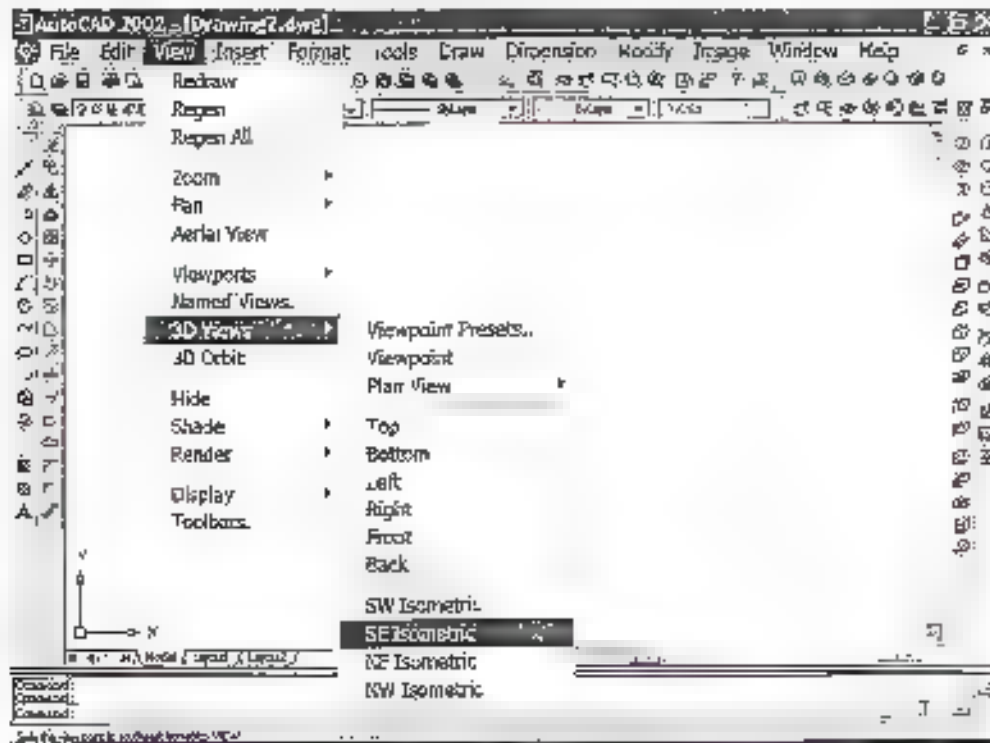 AutoCAD 2002 - [Drawing2.dwg]
File Edit View Insert Format Tools Draw Dimension Modify Image Window Help
Redraw
Regen
Regen All
Zoom
Pan
Aerial View
Viewports
Named Views..
3D Views
3D Orbit
Hide
Shade
Render
Display
Toolbars..
Viewpoint Presets..
Viewpoint
Plan View
Top
Bottom
Left
Right
Front
Back
SW Isometric
SE Isometric
NE Isometric
NW Isometric
Y
X
Model Layout1 Layout2
Command:
Command:
Command: